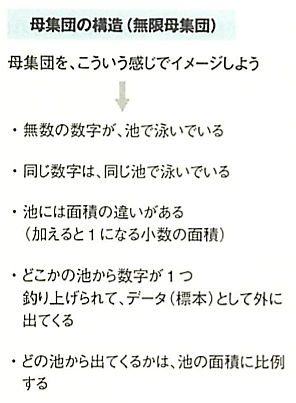 母集団の構造(無限母集団)
母集団を、こういう感じでイメージしよう
・無数の数字が、池で泳いでいる
・同じ数字は、同じ池で泳いでいる
・池には面積の違いがある
(加えると1になる小数の面積)
・どこかの池から数字が1つ
釣り上げられて、データ(標本)として外に
出てくる
・どの池から出てくるかは、池の面積に比例
する